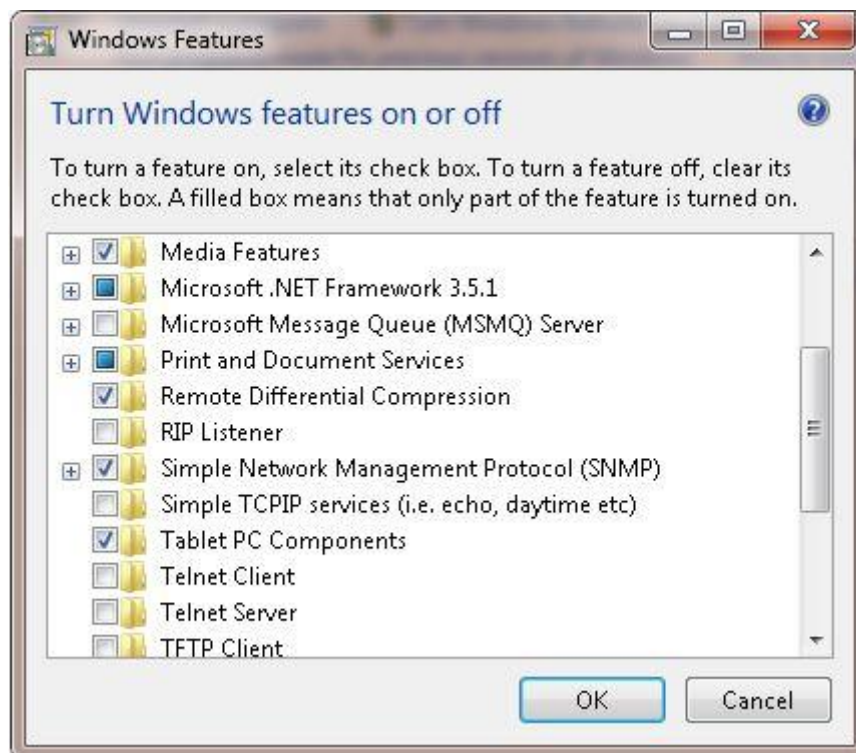 Windows Features
Turn Windows features on or off
To turn a feature on, select its check box. To turn a feature off, clear its
check box. A filled box means that only part of the feature is turned on.
Media Features
Microsoft .NET Framework 3.5.1
Microsoft Message Queue (MSMQ) Server
Print and Document Services
Remote Differential Compression
RIP Listener
Simple Network Management Protocol (SNMP)
Simple TCPIP services (i.e. echo, daytime etc)
Tablet PC Components
Telnet Client
Telnet Server
TFTP Client
OK Cancel